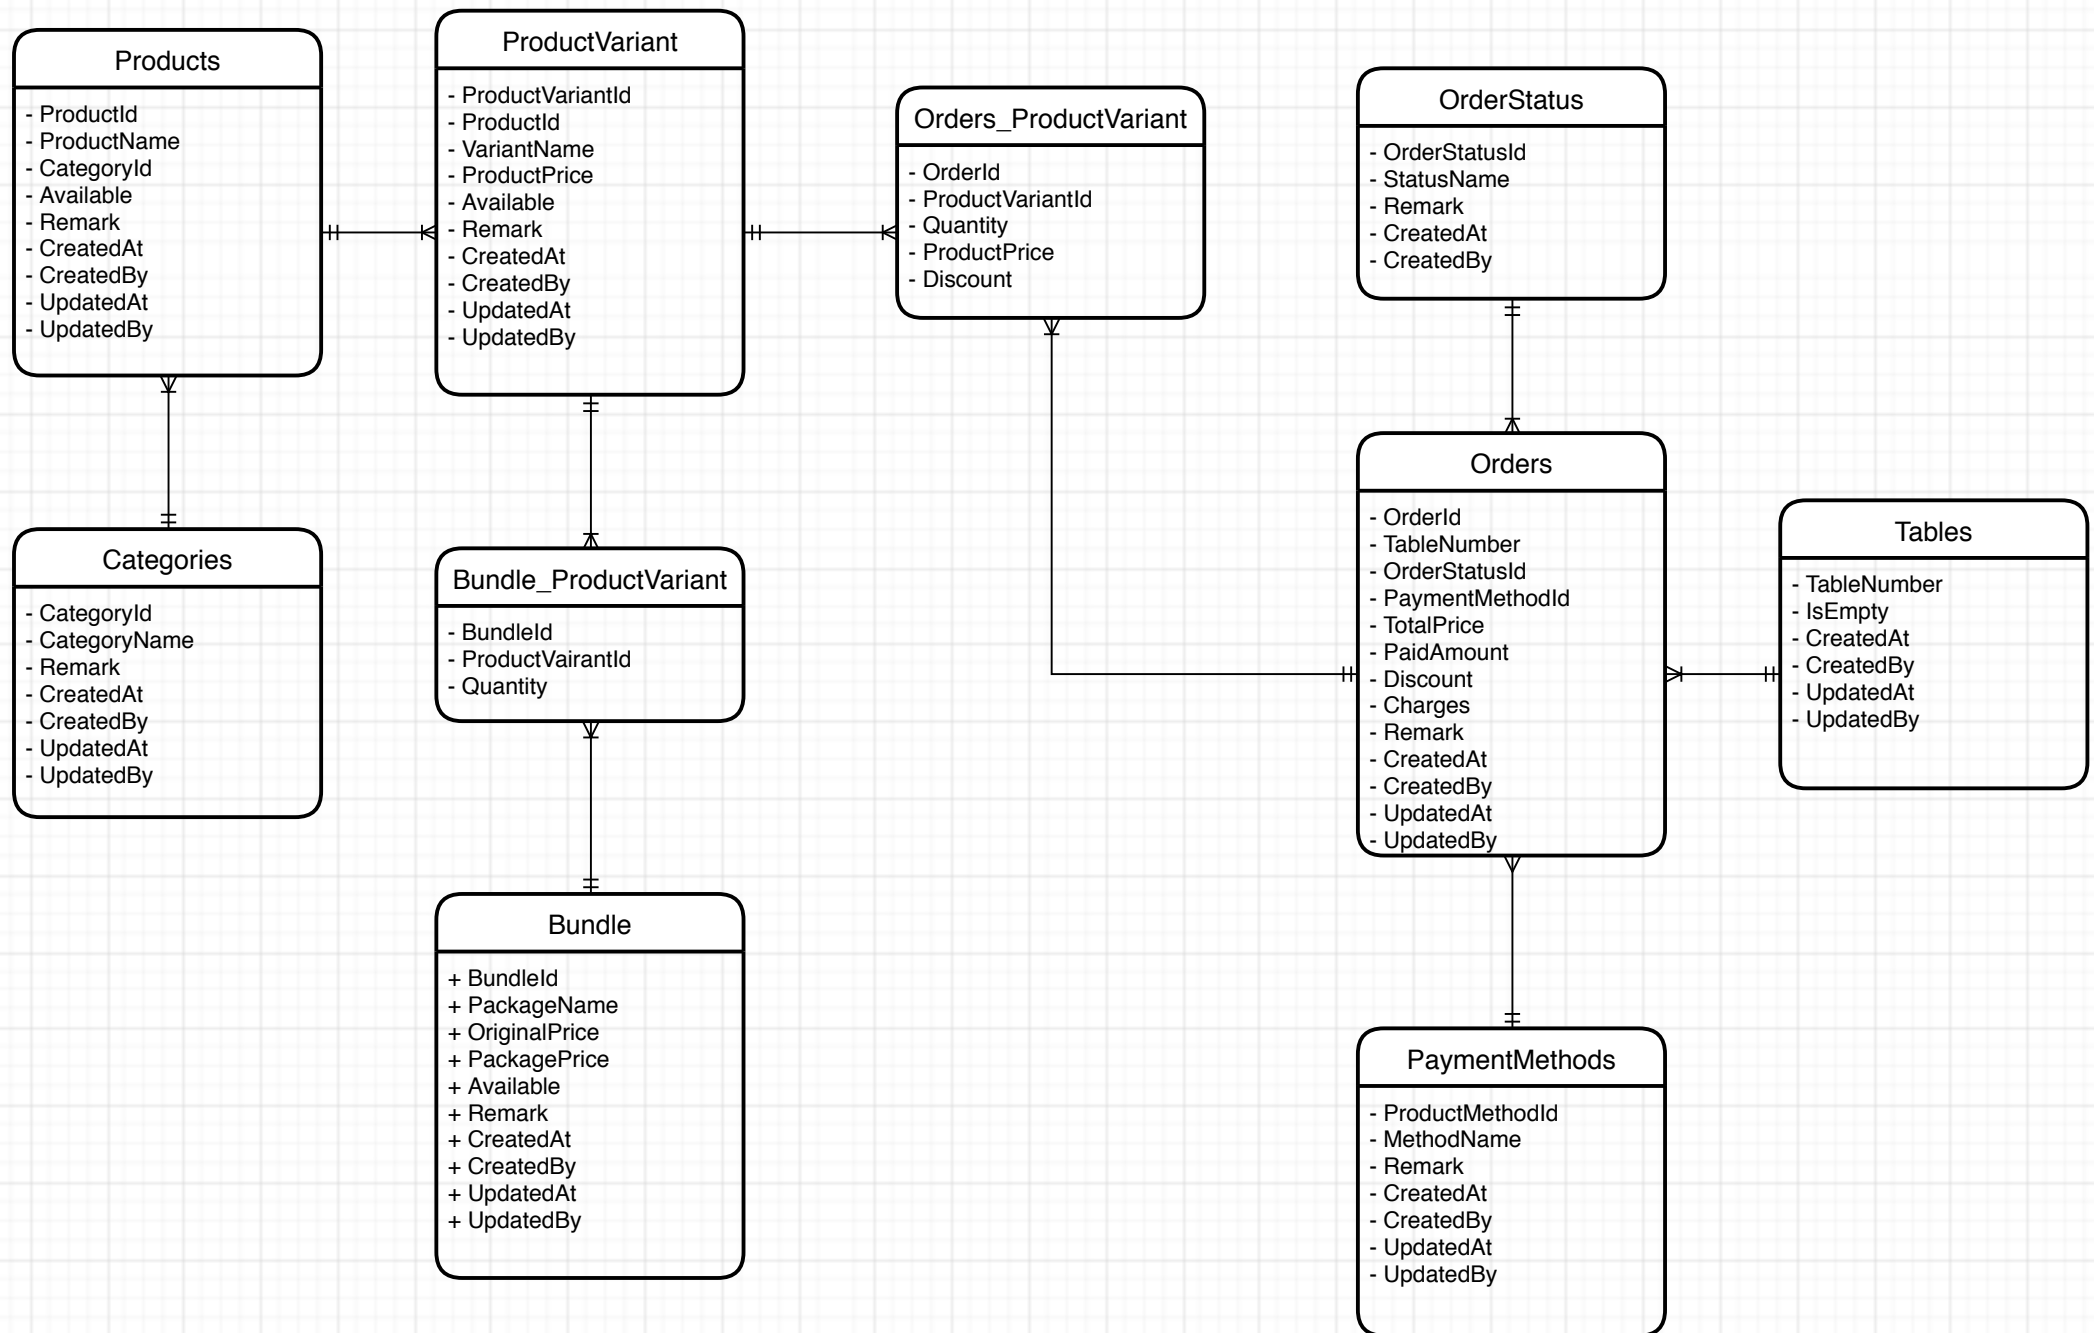 Products
- ProductId
- ProductName
- CategoryId
- Available
- Remark
- CreatedAt
- CreatedBy
- UpdatedAt
- UpdatedBy
ProductVariant
- ProductVariantId
- ProductId
- VariantName
- ProductPrice
- Available
- Remark
- CreatedAt
- CreatedBy
- UpdatedAt
- UpdatedBy
Orders_ProductVariant
- OrderId
- ProductVariantId
- Quantity
- ProductPrice
- Discount
OrderStatus
- OrderStatusId
- StatusName
- Remark
- CreatedAt
- CreatedBy
Categories
- CategoryId
- CategoryName
- Remark
- CreatedAt
- CreatedBy
- UpdatedAt
- UpdatedBy
Bundle_ProductVariant
- BundleId
- ProductVairantId
- Quantity
Orders
- OrderId
- TableNumber
- OrderStatusId
- PaymentMethodId
- TotalPrice
- PaidAmount
- Discount
- Charges
- Remark
- CreatedAt
- CreatedBy
- UpdatedAt
- UpdatedBy
Tables
- TableNumber
- IsEmpty
- CreatedAt
- CreatedBy
- UpdatedAt
- UpdatedBy
Bundle
+ BundleId
+ PackageName
+ OriginalPrice
+ PackagePrice
+ Available
+ Remark
+ CreatedAt
+ CreatedBy
+ UpdatedAt
+ UpdatedBy
PaymentMethods
- ProductMethodId
- MethodName
- Remark
- CreatedAt
- CreatedBy
- UpdatedAt
- UpdatedBy